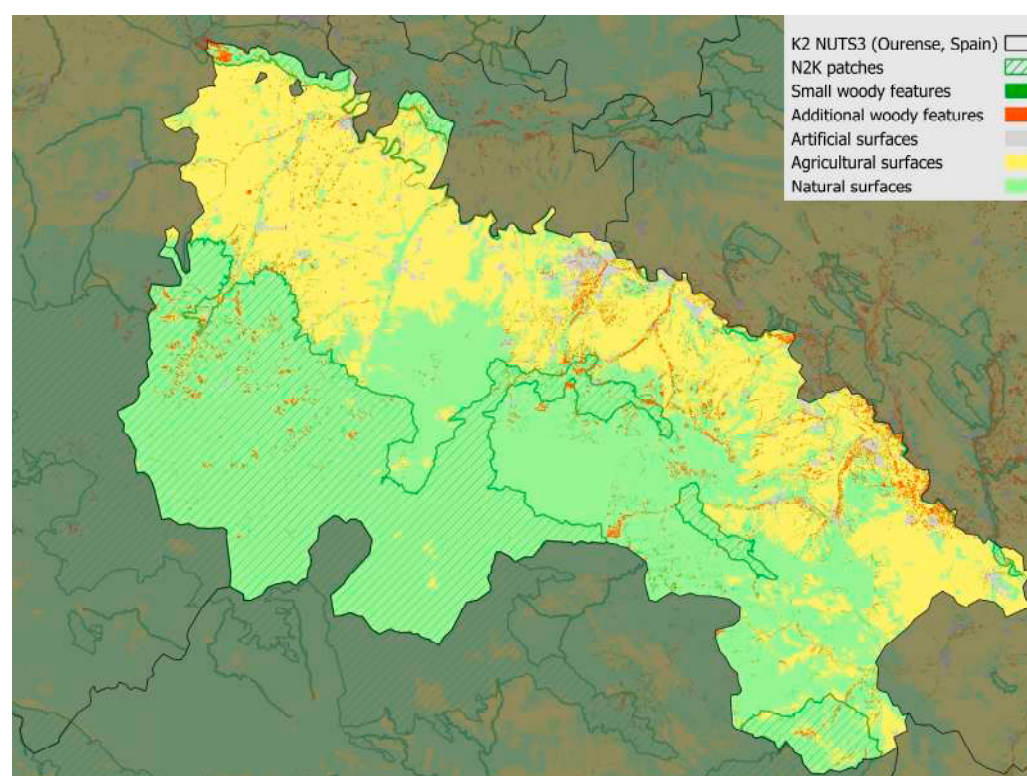 K2 NUTS3 (Ourense, Spain)
N2K patches
Small woody features
Additional woody features
Artificial surfaces
Agricultural surfaces
Natural surfaces